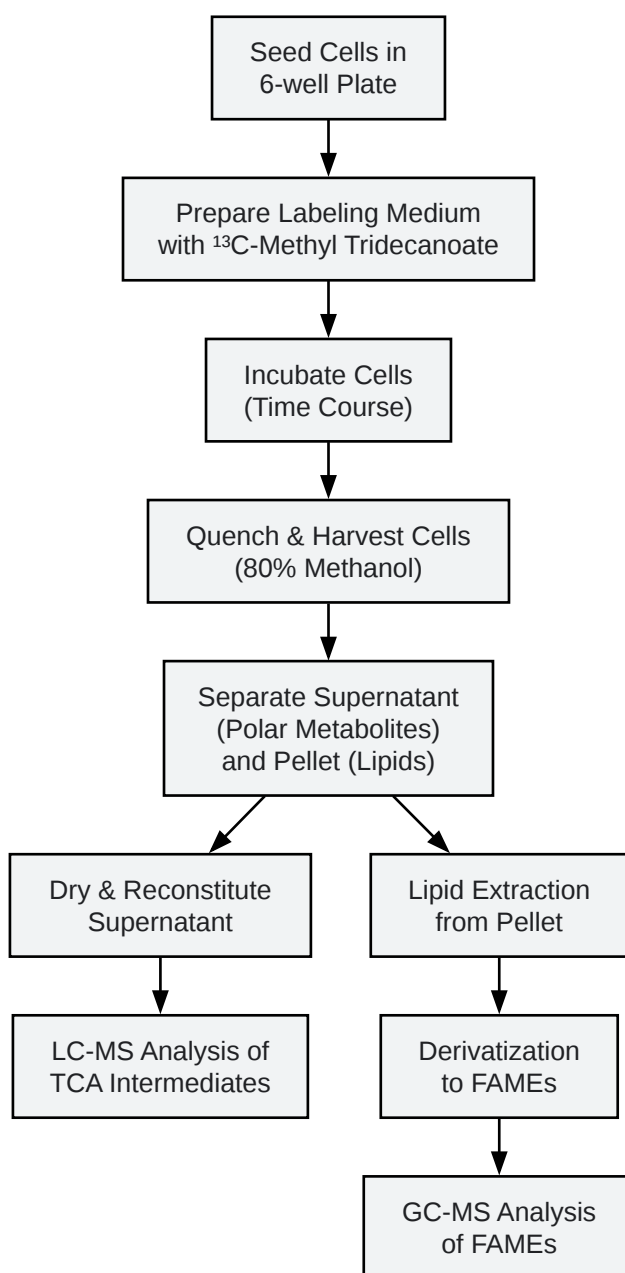 Seed Cells in
6-well Plate
Prepare Labeling Medium
with ¹³C-Methyl Tridecanoate
Incubate Cells
(Time Course)
Quench & Harvest Cells
(80% Methanol)
Separate Supernatant
(Polar Metabolites)
and Pellet (Lipids)
Dry & Reconstitute
Supernatant
Lipid Extraction
from Pellet
LC-MS Analysis of
TCA Intermediates
Derivatization
to FAMEs
GC-MS Analysis
of FAMEs